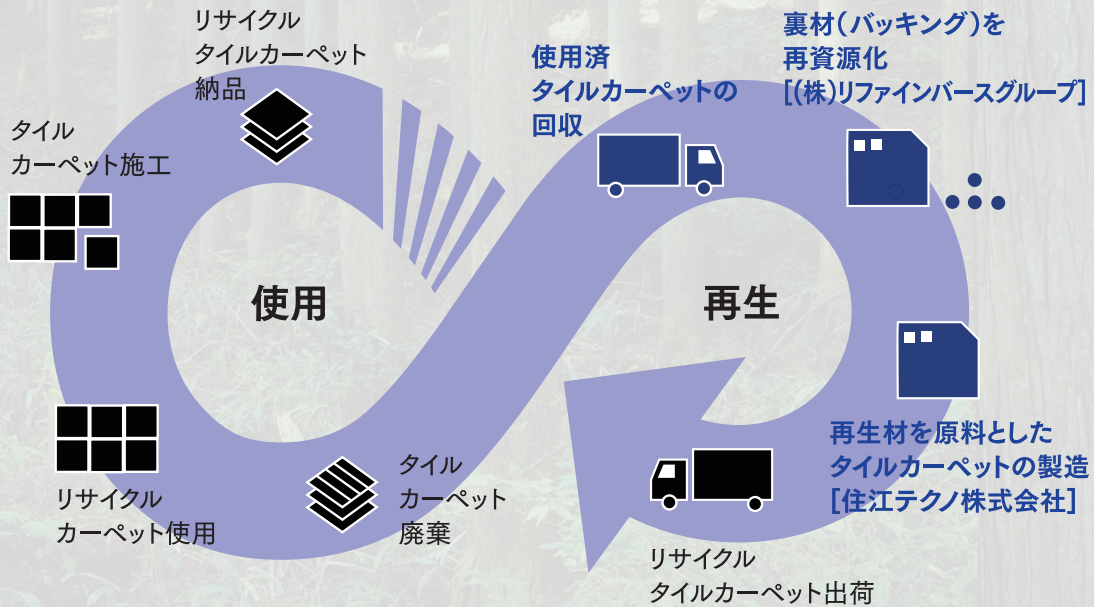 リサイクル
タイルカーペット
納品
タイル
カーペット施工
使用
リサイクル
カーペット使用
タイル
カーペット
廃棄
使用済
タイルカーペットの
回収
裏材(バッキング)を
再資源化
[(株)リファインバースグループ]
再生
再生材を原料とした
タイルカーペットの製造
[住江テクノ株式会社]
リサイクル
タイルカーペット出荷